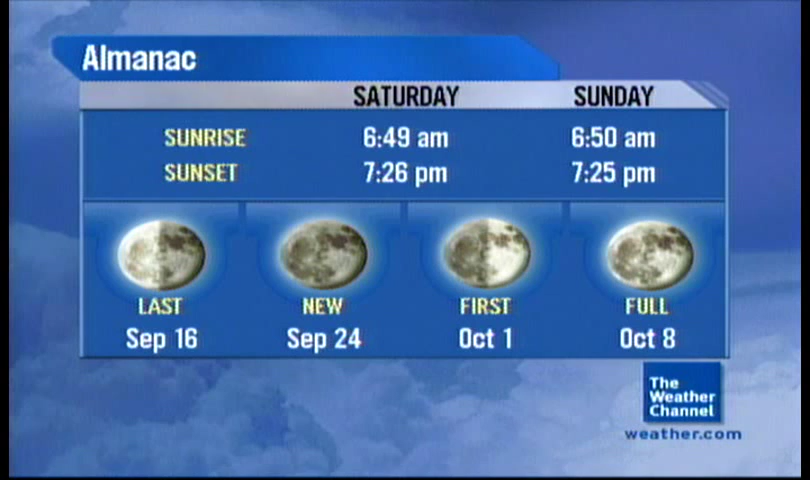 Almanac
SATURDAY SUNDAY
SUNRISE 6:49 am 6:50 am
SUNSET 7:26 pm 7:25 pm
LAST NEW FIRST FULL
Sep 16 Sep 24 Oct 1 Oct 8
The
Weather
Channel
weather.com